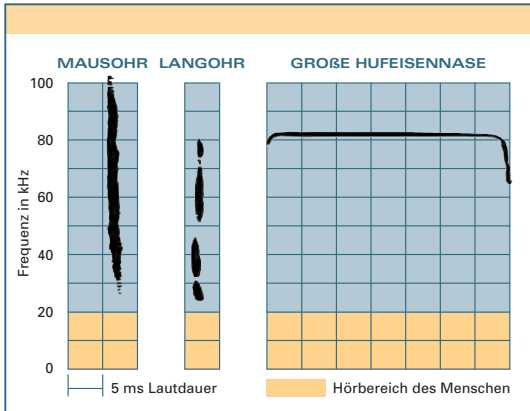 MAUSOHR LANGOHR GROßE HUFEISENNASE
Frequenz in kHz
100
80
60
40
20
0
5 ms Lautdauer
Hörbereich des Menschen